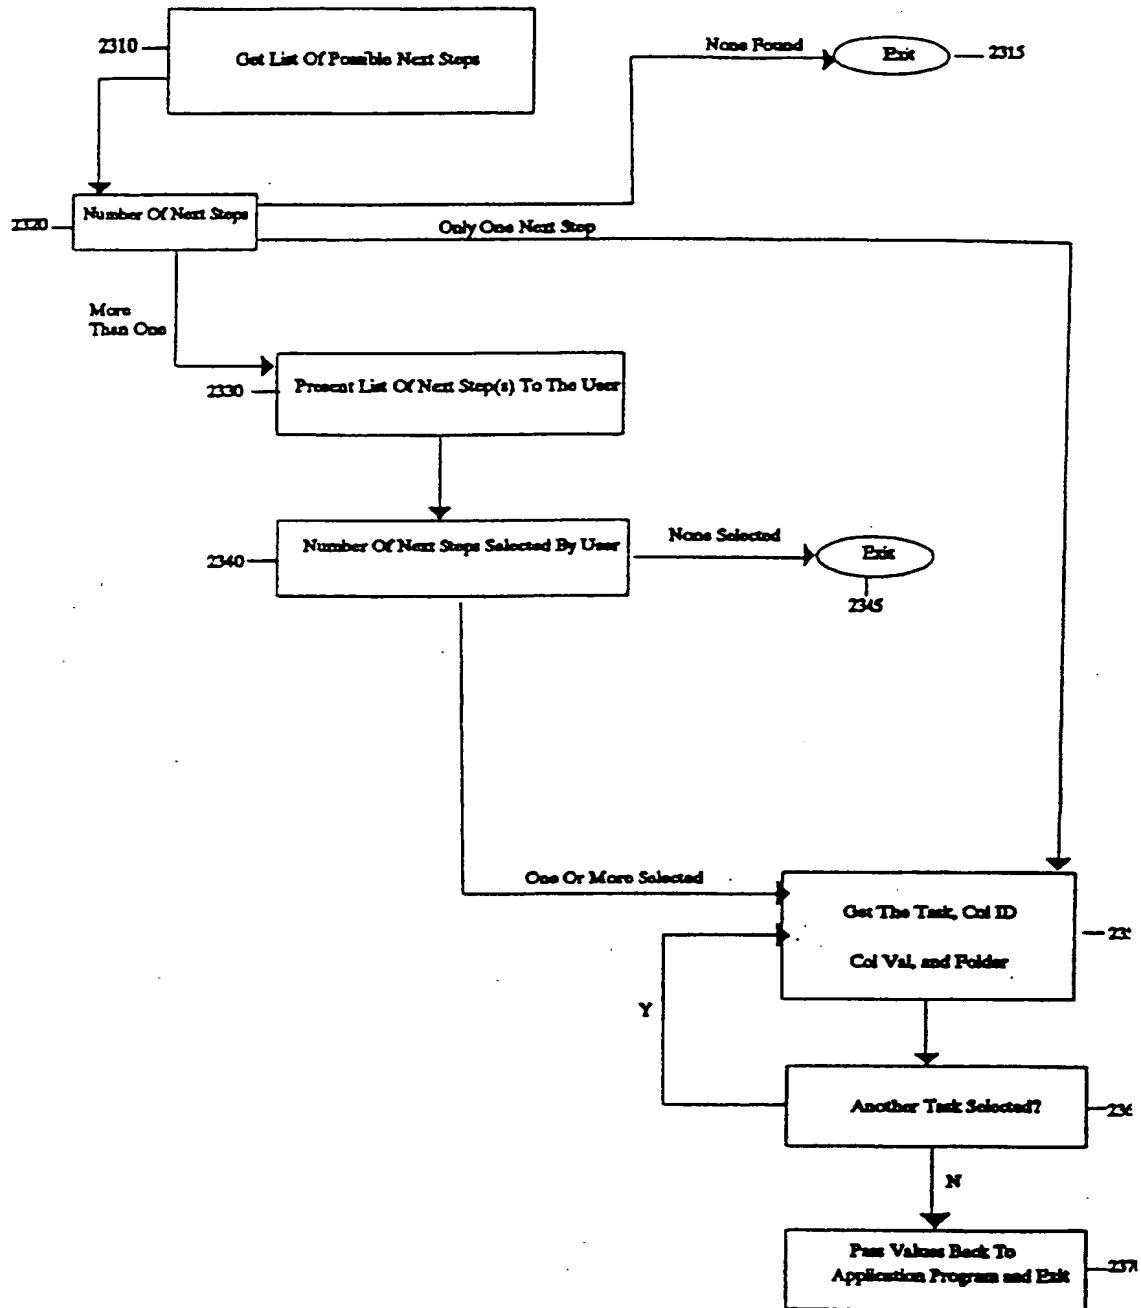 2310
Get List Of Possible Next Steps
None Found
Exit
2315
2320
Number Of Next Steps
Only One Next Step
More
Than One
2330
Present List Of Next Step(s) To The User
2340
Number Of Next Steps Selected By User
None Selected
Exit
2345
One Or More Selected
Get The Task, Col ID
Col Val, and Folder
235
Y
Another Task Selected?
236
N
Pass Values Back To
Application Program and Exit
2370